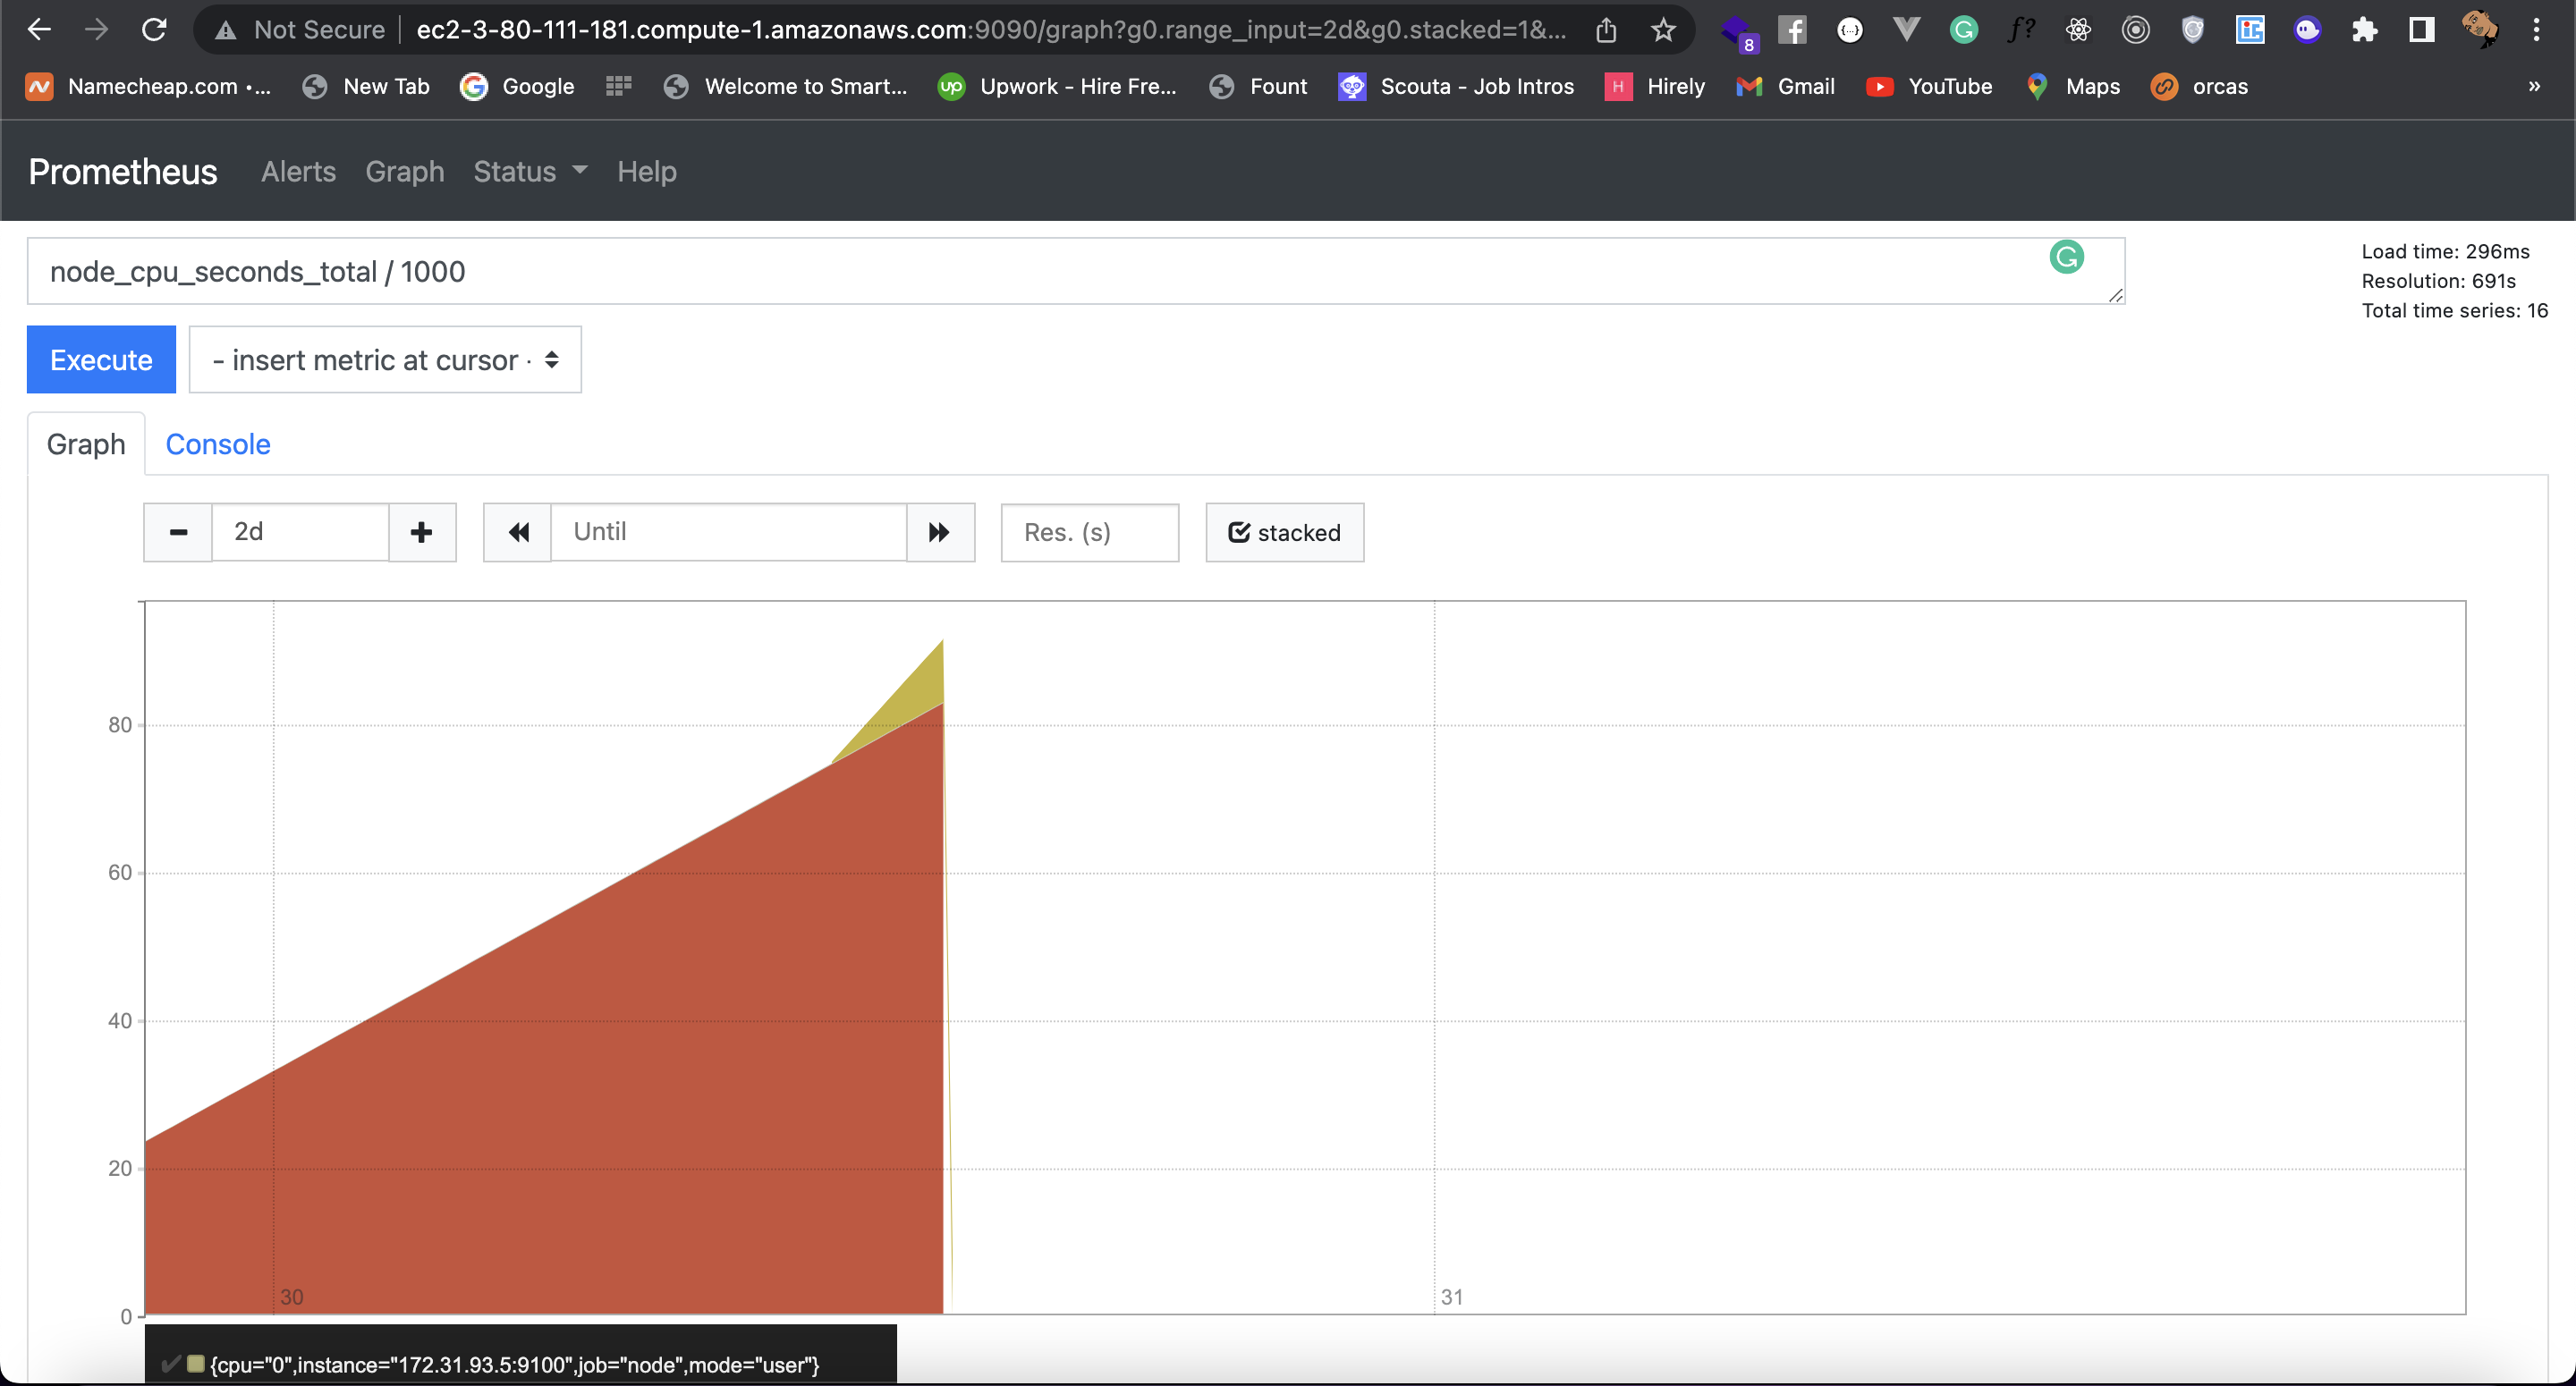 Not Secure ec2-3-80-111-181.compute-1.amazonaws.com:9090/graph?g0.range_input=2d&g0.stacked=1&...
8
Namecheap.com •... New Tab Google Welcome to Smart... Upwork - Hire Fre... Fount Scouta - Job Intros Hirely Gmail YouTube Maps orcas »
Prometheus Alerts Graph Status Help
node_cpu_seconds_total / 1000
Load time: 296ms
Resolution: 691s
Total time series: 16
Execute - insert metric at cursor -
Graph Console
2d Until Res. (s) stacked
80
60
40
20
0
30 31
{cpu="0",instance="172.31.93.5:9100",job="node",mode="user"}